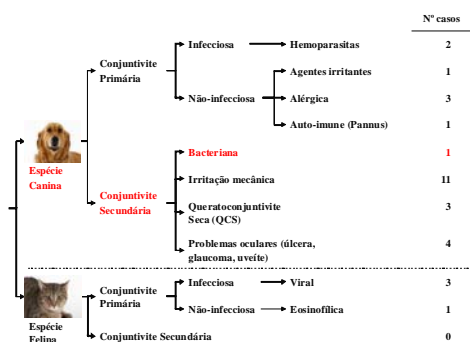 Nº casos
Infecciosa Hemoparasitas 2
Conjuntivite
Primária
Agentes irritantes 1
Não-infecciosa Alérgica 3
Auto-imune (Pannus) 1
Bacteriana 1
Espécie
Canina
Irritação mecânica 11
Conjuntivite
Secundária
Queratoconjuntivite
Seca (QCS) 3
Problemas oculares (úlcera,
glaucoma, uveíte) 4
Infecciosa Viral 3
Conjuntivite
Primária
Não-infecciosa Eosinofílica 1
Espécie
Felina
Conjuntivite Secundária 0